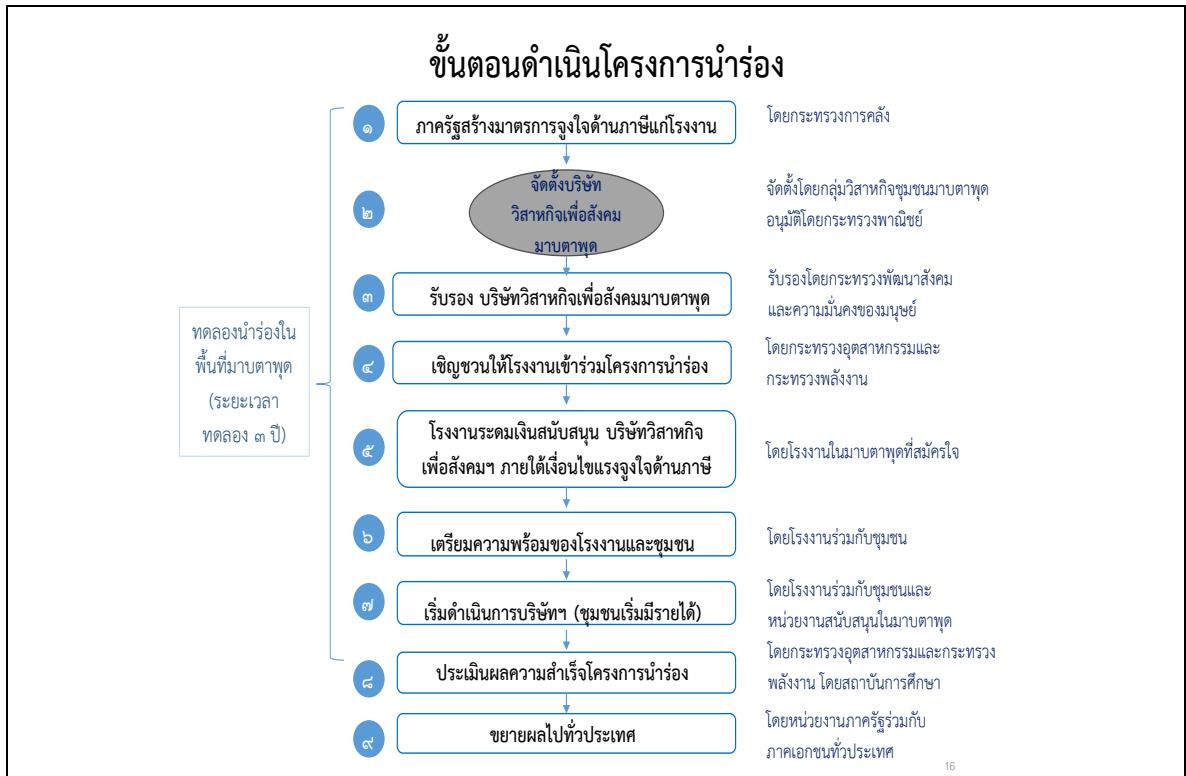 ขั้นตอนดำเนินโครงการนำร่อง
๑
ภาครัฐสร้างมาตรการจูงใจด้านภาษีแก่โรงงาน
โดยกระทรวงการคลัง
๒
จัดตั้งบริษัท
วิสาหกิจเพื่อสังคม
มาบตาพุด
จัดตั้งโดยกลุ่มวิสาหกิจชุมชนมาบตาพุด
อนุมัติโดยกระทรวงพาณิชย์
๓
รับรอง บริษัทวิสาหกิจเพื่อสังคมมาบตาพุด
รับรองโดยกระทรวงพัฒนาสังคม
และความมั่นคงของมนุษย์
ทดลองนำร่องใน
พื้นที่มาบตาพุด
(ระยะเวลา
ทดลอง ๓ ปี)
๔
เชิญชวนให้โรงงานเข้าร่วมโครงการนำร่อง
โดยกระทรวงอุตสาหกรรมและ
กระทรวงพลังงาน
๕
โรงงานระดมเงินสนับสนุน บริษัทวิสาหกิจ
เพื่อสังคมฯ ภายใต้เงื่อนไขแรงจูงใจด้านภาษี
โดยโรงงานในมาบตาพุดที่สมัครใจ
๖
เตรียมความพร้อมของโรงงานและชุมชน
โดยโรงงานร่วมกับชุมชน
๗
เริ่มดำเนินการบริษัทฯ (ชุมชนเริ่มมีรายได้)
โดยโรงงานร่วมกับชุมชนและ
หน่วยงานสนับสนุนในมาบตาพุด
๘
ประเมินผลความสำเร็จโครงการนำร่อง
โดยกระทรวงอุตสาหกรรมและกระทรวง
พลังงาน โดยสถาบันการศึกษา
๙
ขยายผลไปทั่วประเทศ
โดยหน่วยงานภาครัฐร่วมกับ
ภาคเอกชนทั่วประเทศ
16